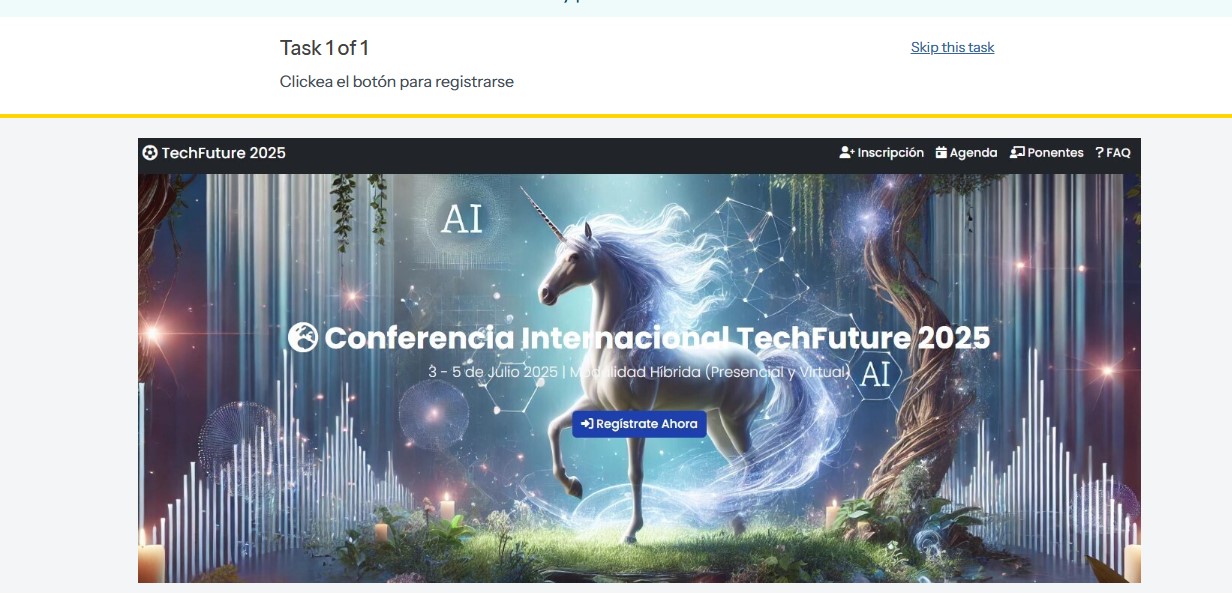 Task 1 of 1
Skip this task
Clickea el botón para registrarse
TechFuture 2025
Inscripción Agenda Ponentes ? FAQ
AI
Conferencia Internacional TechFuture 2025
3 - 5 de Julio 2025 | Modalidad Híbrida (Presencial y Virtual)
AI
Regístrate Ahora